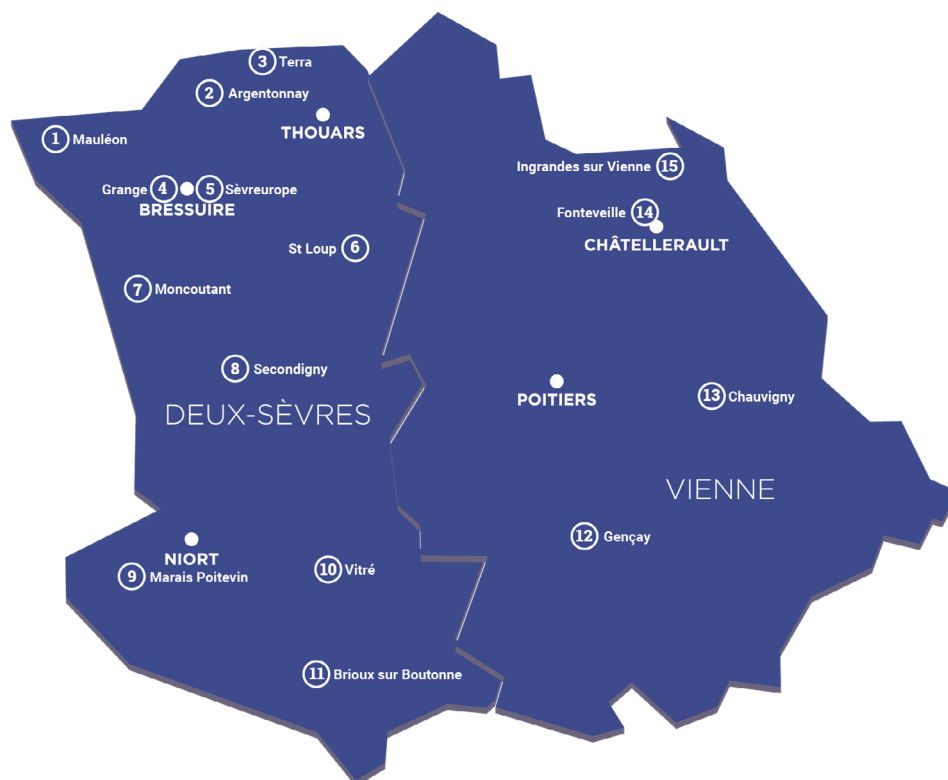 3 Terra
2 Argentonnay
THOUARS
1 Mauléon
Ingrandes sur Vienne 15
Grange 4 5 Sèvreurope
BRESSUIRE
Fonteveille 14
CHÂTELLERAULT
St Loup 6
7 Moncoutant
8 Secondigny
POITIERS
13 Chauvigny
DEUX-SÈVRES
VIENNE
12 Gençay
NIORT
9 Marais Poitevin
10 Vitré
11 Brioux sur Boutonne